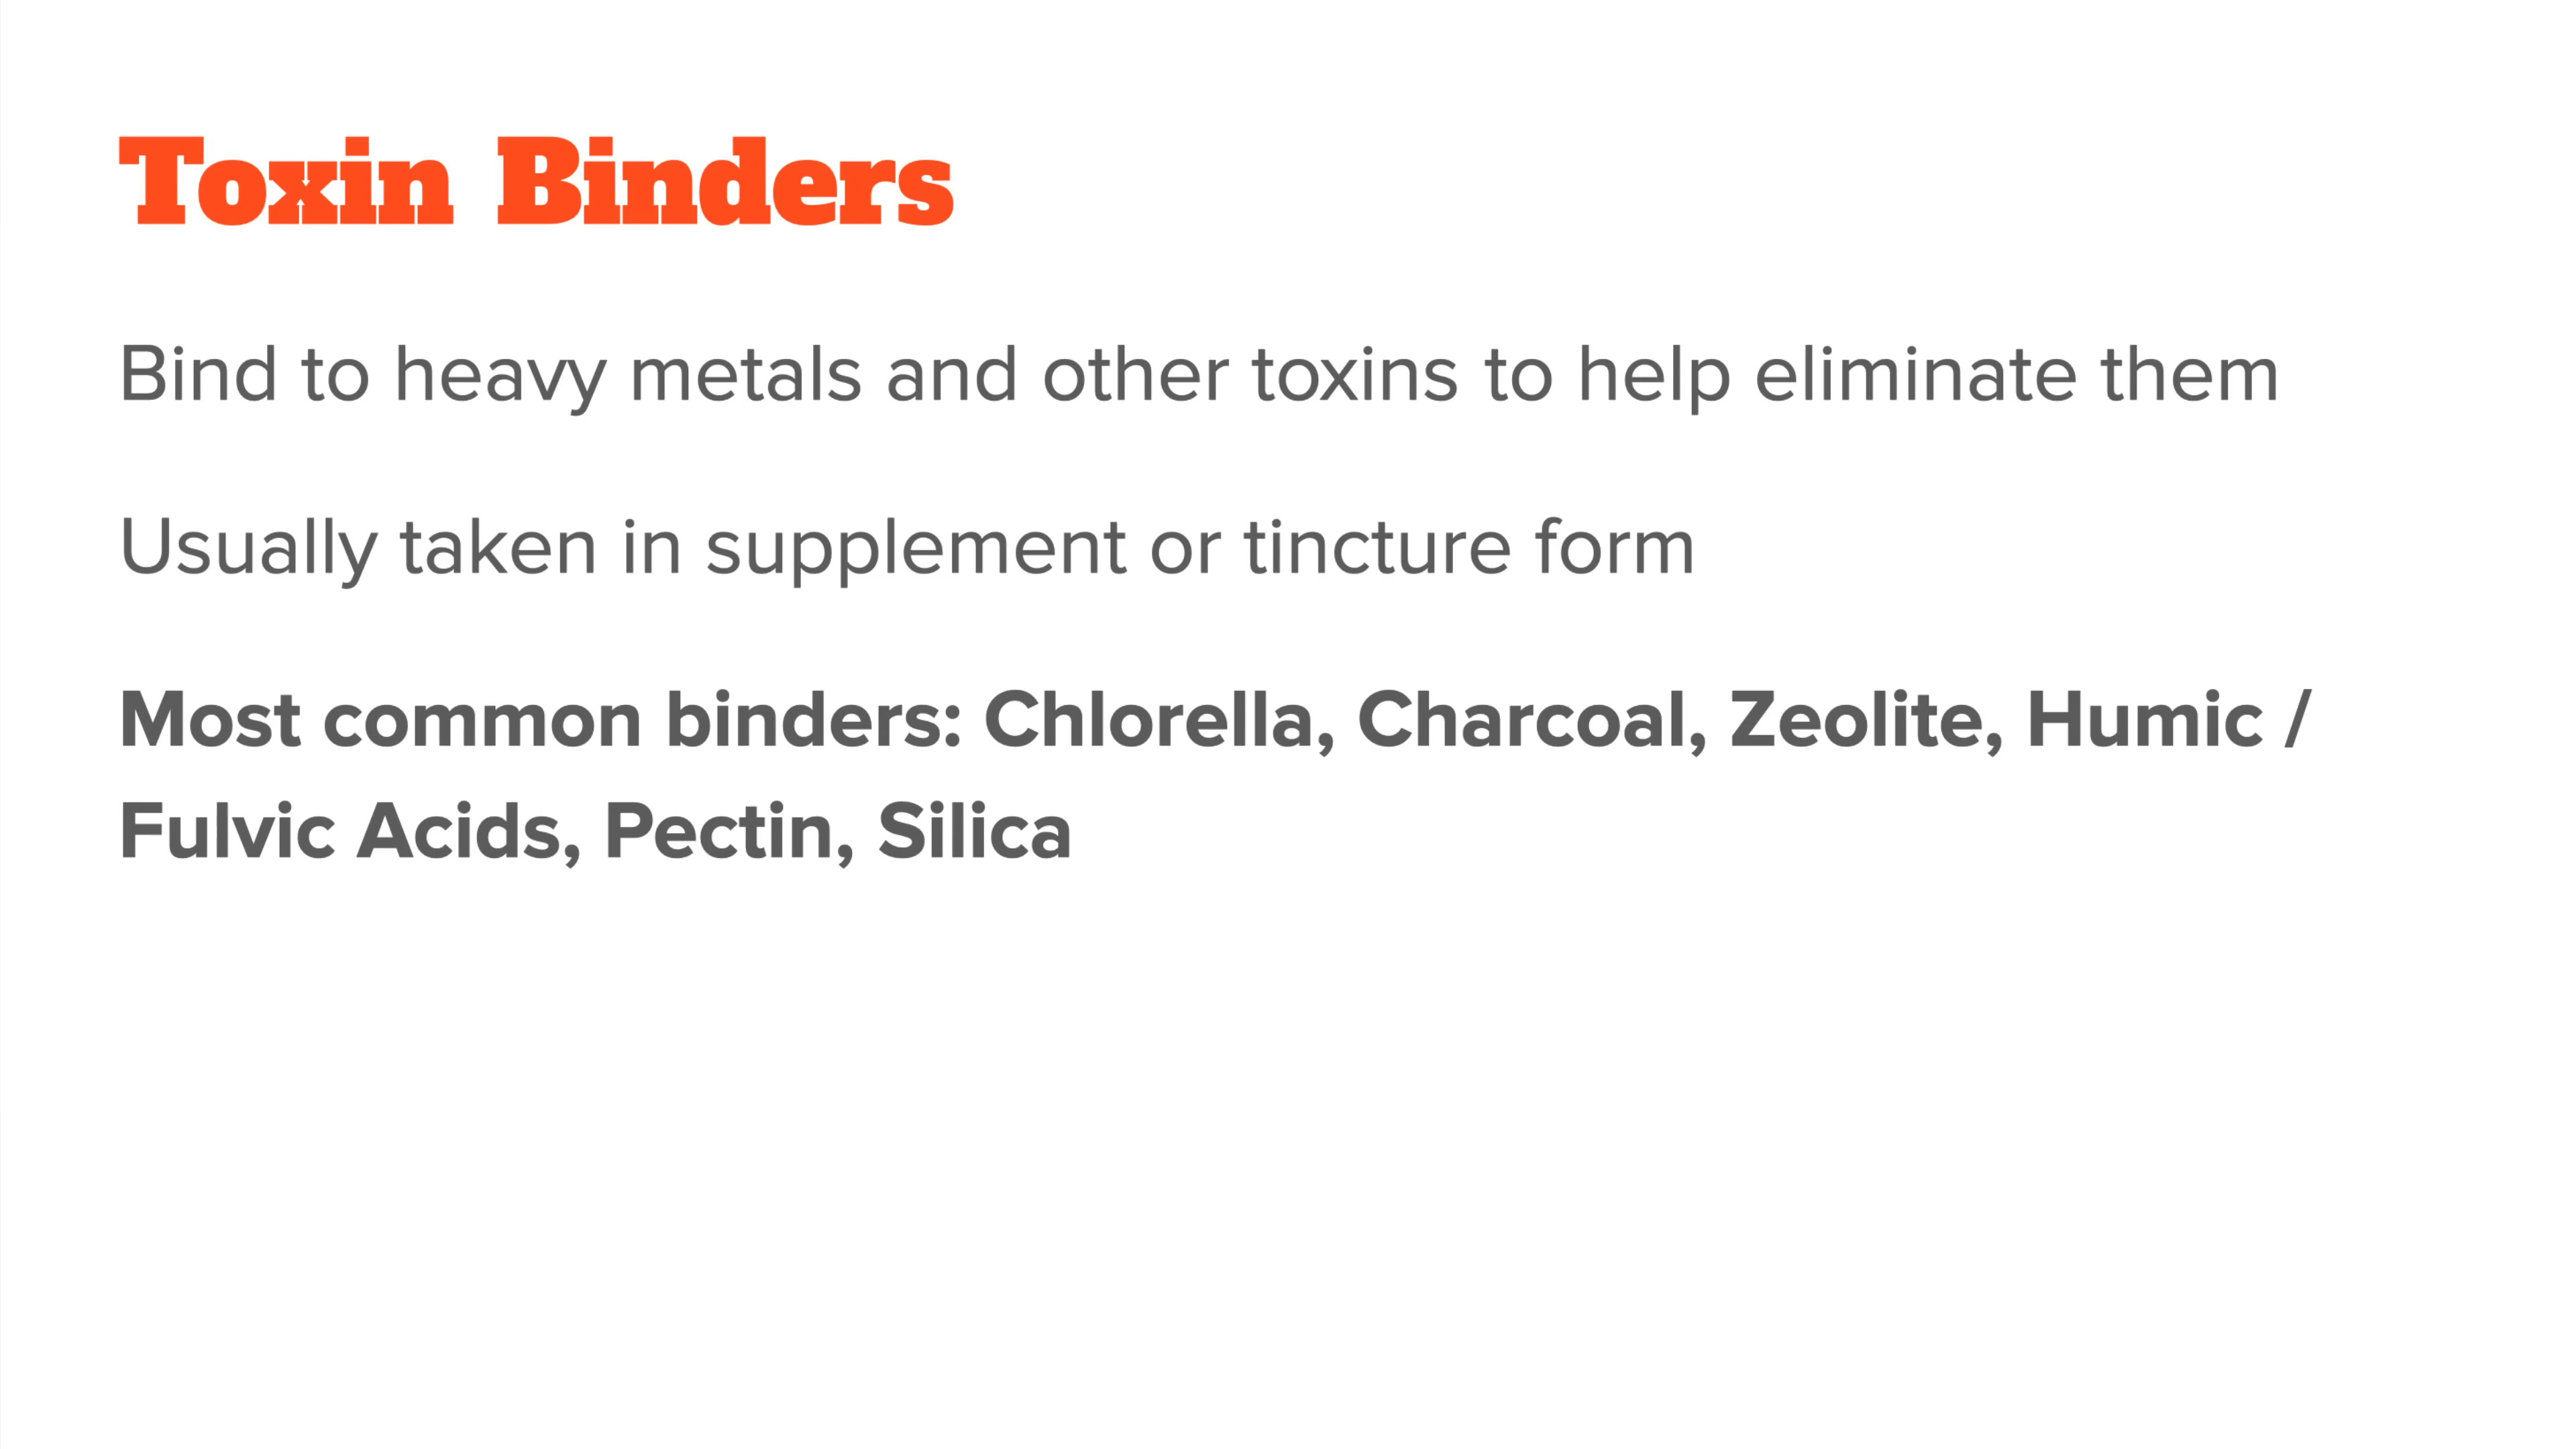 Toxin Binders
Bind to heavy metals and other toxins to help eliminate them
Usually taken in supplement or tincture form
Most common binders: Chlorella, Charcoal, Zeolite, Humic /
Fulvic Acids, Pectin, Silica